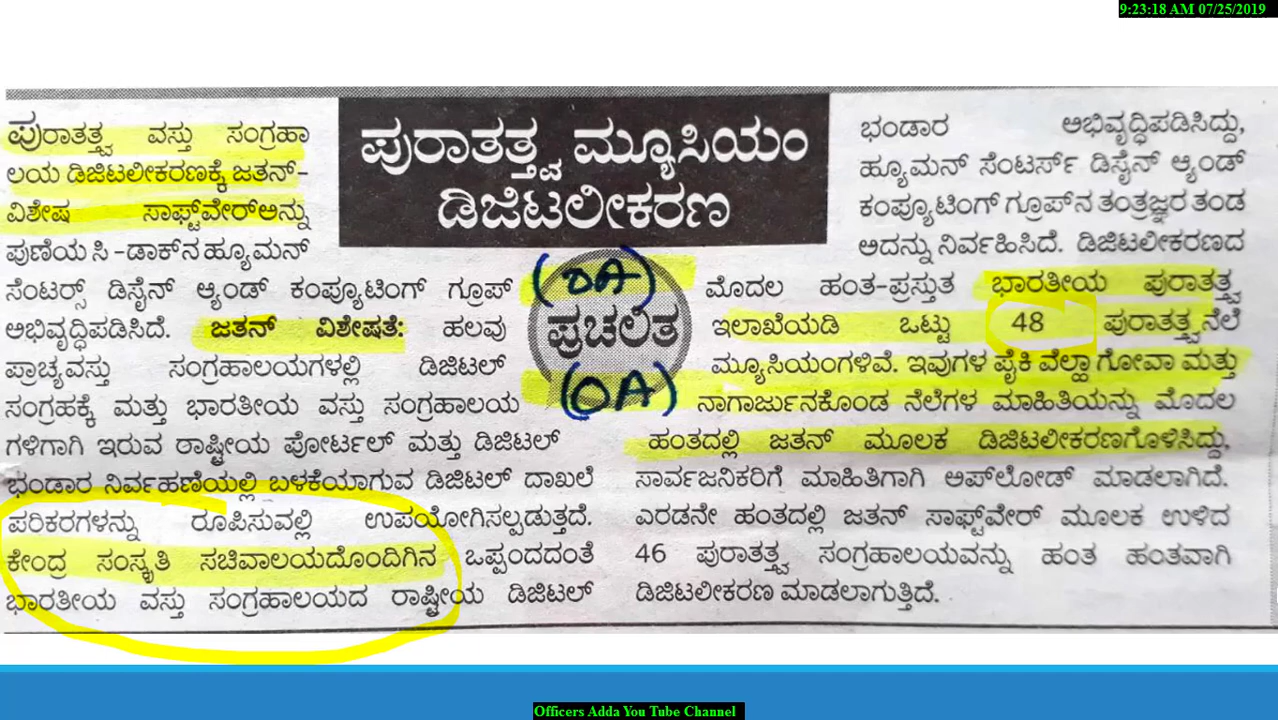 9:23:18 AM 07/25/2019
ಪುರಾತತ್ತ್ವ ಮ್ಯೂಸಿಯಂ
ಡಿಜಿಟಲೀಕರಣ
ಪುರಾತತ್ತ್ವ ವಸ್ತು ಸಂಗ್ರಹಾ
ಲಯ ಡಿಜಿಟಲೀಕರಣಕ್ಕೆ ಜತನ್-
ವಿಶೇಷ ಸಾಫ್ಟ್‌ವೇರ್‌ಅನ್ನು
ಪುಣೆಯ ಸಿ-ಡಾಕ್‌ನ ಹ್ಯೂಮನ್
ಸೆಂಟರ್ಸ್ ಡಿಸೈನ್ ಆ್ಯಂಡ್ ಕಂಪ್ಯೂಟಿಂಗ್ ಗ್ರೂಪ್
ಅಭಿವೃದ್ಧಿಪಡಿಸಿದೆ. ಜತನ್ ವಿಶೇಷತೆ: ಹಲವು
ಪ್ರಾಚ್ಯವಸ್ತು ಸಂಗ್ರಹಾಲಯಗಳಲ್ಲಿ ಡಿಜಿಟಲ್
ಸಂಗ್ರಹಕ್ಕೆ ಮತ್ತು ಭಾರತೀಯ ವಸ್ತು ಸಂಗ್ರಹಾಲಯ
ಗಳಿಗಾಗಿ ಇರುವ ರಾಷ್ಟ್ರೀಯ ಪೋರ್ಟಲ್ ಮತ್ತು ಡಿಜಿಟಲ್
ಭಂಡಾರ ನಿರ್ವಹಣೆಯಲ್ಲಿ ಬಳಕೆಯಾಗುವ ಡಿಜಿಟಲ್ ದಾಖಲೆ
ಪರಿಕರಗಳನ್ನು ರೂಪಿಸುವಲ್ಲಿ ಉಪಯೋಗಿಸಲ್ಪಡುತ್ತದೆ.
ಕೇಂದ್ರ ಸಂಸ್ಕೃತಿ ಸಚಿವಾಲಯದೊಂದಿಗಿನ ಒಪ್ಪಂದದಂತೆ
ಭಾರತೀಯ ವಸ್ತು ಸಂಗ್ರಹಾಲಯದ ರಾಷ್ಟ್ರೀಯ ಡಿಜಿಟಲ್
(OA)
ಪ್ರಚಲಿತ
(OA)
ಭಂಡಾರ ಅಭಿವೃದ್ಧಿಪಡಿಸಿದ್ದು,
ಹ್ಯೂಮನ್ ಸೆಂಟರ್ಸ್ ಡಿಸೈನ್ ಆ್ಯಂಡ್
ಕಂಪ್ಯೂಟಿಂಗ್ ಗ್ರೂಪ್‌ನ ತಂತ್ರಜ್ಞರ ತಂಡ
ಅದನ್ನು ನಿರ್ವಹಿಸಿದೆ. ಡಿಜಿಟಲೀಕರಣದ
ಮೊದಲ ಹಂತ-ಪ್ರಸ್ತುತ ಭಾರತೀಯ ಪುರಾತತ್ತ್ವ
ಇಲಾಖೆಯಡಿ ಒಟ್ಟು 48 ಪುರಾತತ್ತ್ವ ನೆಲೆ
ಮ್ಯೂಸಿಯಂಗಳಿವೆ. ಇವುಗಳ ಪೈಕಿ ವೆಲ್ಹಾ ಗೋವಾ ಮತ್ತು
ನಾಗಾರ್ಜುನಕೊಂಡ ನೆಲೆಗಳ ಮಾಹಿತಿಯನ್ನು ಮೊದಲ
ಹಂತದಲ್ಲಿ ಜತನ್ ಮೂಲಕ ಡಿಜಿಟಲೀಕರಣಗೊಳಿಸಿದ್ದು,
ಸಾರ್ವಜನಿಕರಿಗೆ ಮಾಹಿತಿಗಾಗಿ ಅಪ್‌ಲೋಡ್ ಮಾಡಲಾಗಿದೆ.
ಎರಡನೇ ಹಂತದಲ್ಲಿ ಜತನ್ ಸಾಫ್ಟ್‌ವೇರ್ ಮೂಲಕ ಉಳಿದ
46 ಪುರಾತತ್ತ್ವ ಸಂಗ್ರಹಾಲಯವನ್ನು ಹಂತ ಹಂತವಾಗಿ
ಡಿಜಿಟಲೀಕರಣ ಮಾಡಲಾಗುತ್ತಿದೆ.
Officers Adda You Tube Channel